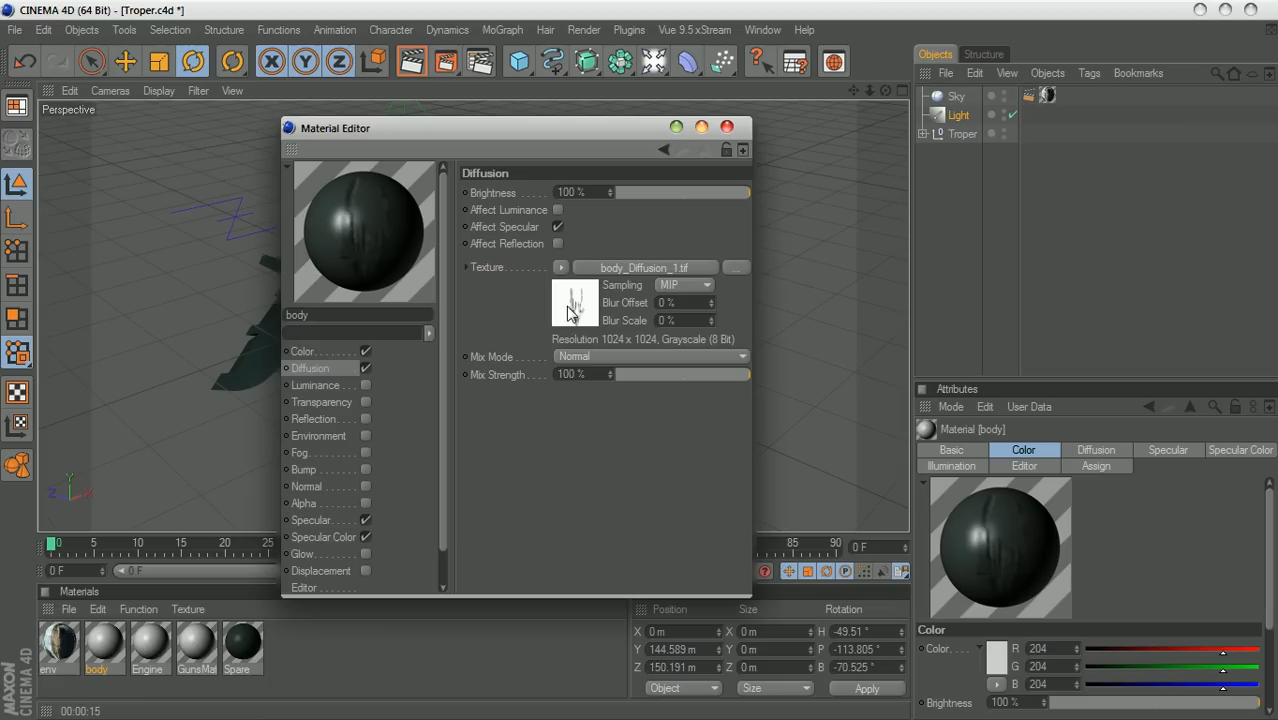 CINEMA 4D (64 Bit) - [Troper.c4d *]
File Edit Objects Tools Selection Structure Functions Animation Character Dynamics MoGraph Hair Render Plugins Vue 9.5 xStream Window Help
Objects Structure
Edit Cameras Display Filter View
File Edit View Objects Tags Bookmarks
Perspective
Sky
Light
Troper
Material Editor
Diffusion
Brightness 100 %
Affect Luminance
Affect Specular
Affect Reflection
Texture body_Diffusion_1.tif ...
Sampling MIP
Blur Offset 0 %
Blur Scale 0 %
Resolution 1024 x 1024, Grayscale (8 Bit)
Mix Mode Normal
Mix Strength 100 %
body
Color
Diffusion
Luminance
Transparency
Reflection
Environment
Fog
Bump
Normal
Alpha
Specular
Specular Color
Glow
Displacement
Editor
Attributes
Mode Edit User Data
Material [body]
Basic Color Diffusion Specular Specular Color
Illumination Editor Assign
Color
Color R 204
G 204
B 204
Brightness 100 %
0 5 10 15 20 25 85 90 0 F
0 F 0 F
Materials
File Edit Function Texture
env body Engine GunsMat Spare
Position Size Rotation
X 0 m X 0 m H -49.51 °
Y 144.589 m Y 0 m P -113.805 °
Z 150.191 m Z 0 m B -70.525 °
Object Size Apply
MAXON
CINEMA 4D
00:00:15
X Y Z